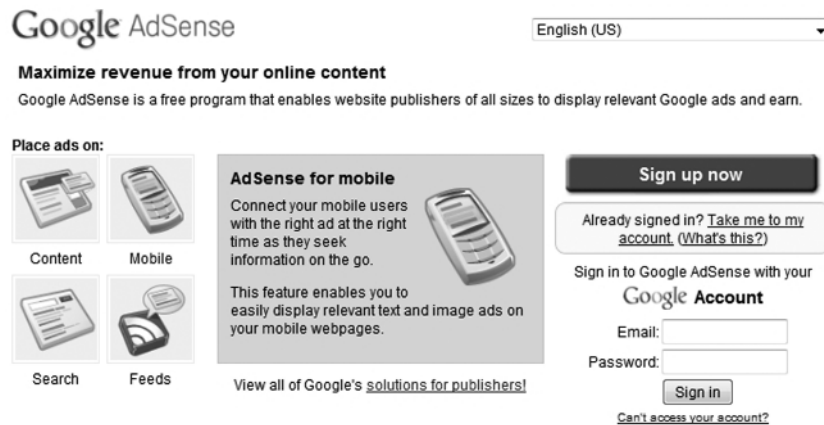 Google AdSense
English (US)
Maximize revenue from your online content
Google AdSense is a free program that enables website publishers of all sizes to display relevant Google ads and earn.
Place ads on:
Content
Mobile
Search
Feeds
AdSense for mobile
Connect your mobile users
with the right ad at the right
time as they seek
information on the go.
This feature enables you to
easily display relevant text and image ads on
your mobile webpages.
View all of Google's solutions for publishers!
Sign up now
Already signed in? Take me to my
account. (What's this?)
Sign in to Google AdSense with your
Google Account
Email:
Password:
Sign in
Can't access your account?